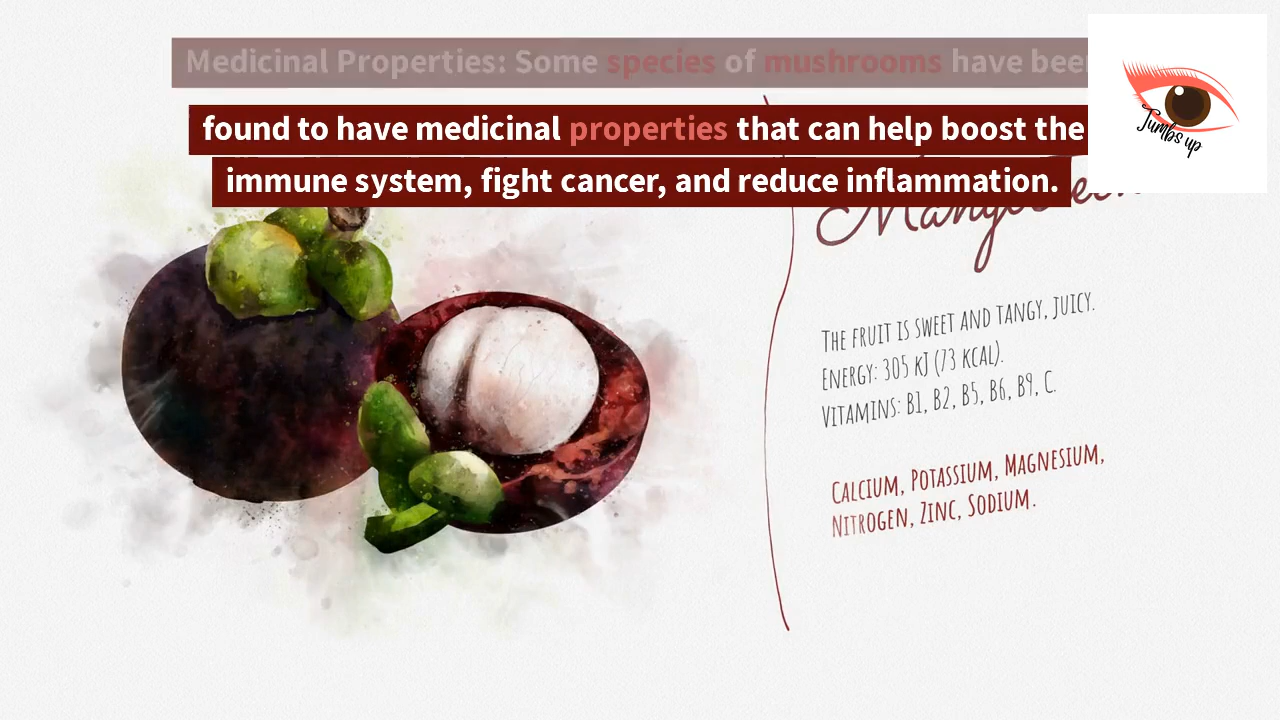 Medicinal Properties: Some species of mushrooms have been
found to have medicinal properties that can help boost the
immune system, fight cancer, and reduce inflammation.
Jumbs up
THE FRUIT IS SWEET AND TANGY, JUICY.
ENERGY: 305 KJ (73 KCAL).
VITAMINS: B1, B2, B5, B6, B9, C.
CALCIUM, POTASSIUM, MAGNESIUM,
NITROGEN, ZINC, SODIUM.